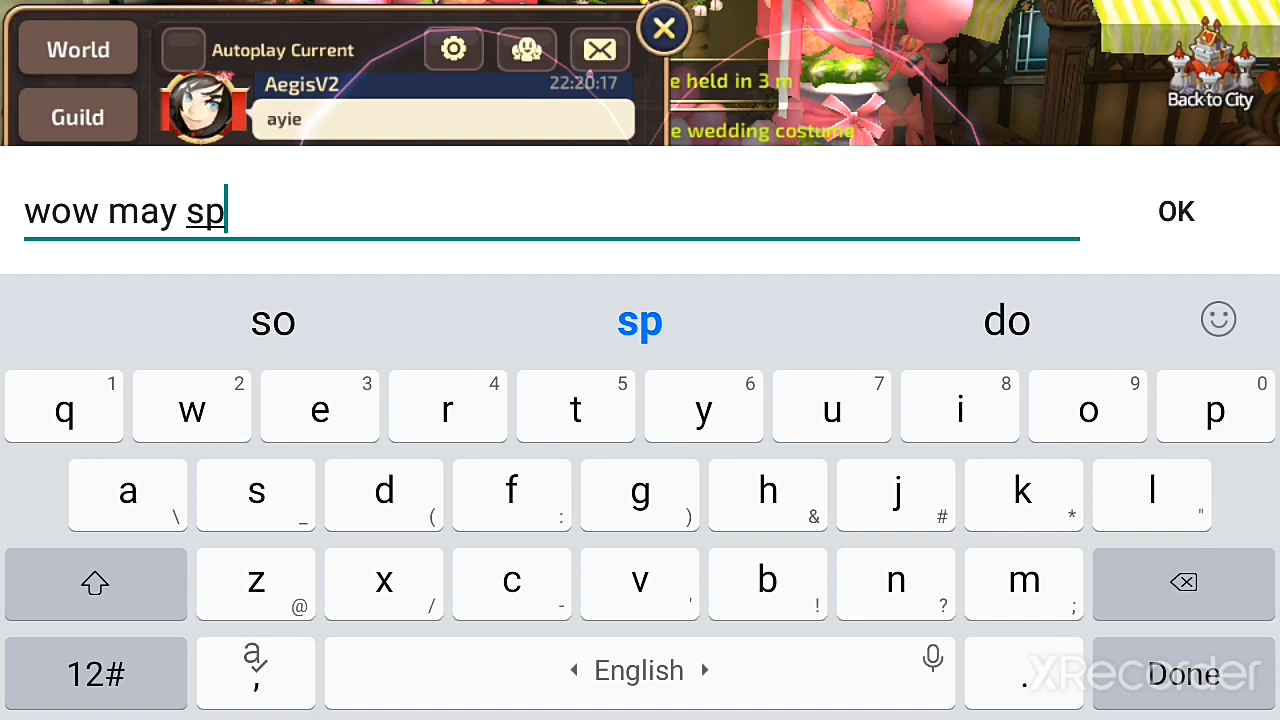 World
Autoplay Current
AegisV2
22:20:17
Guild
ayie
e held in 3 m
e wedding costume
Back to City
wow may sp
OK
so sp do
1 2 3 4 5 6 7 8 9 0
q w e r t y u i o p
a s d f g h j k l
\ _ ( : ) & # * "
z x c v b n m
@ / - ' ! ? ;
12# a , English . Done
XRecorder